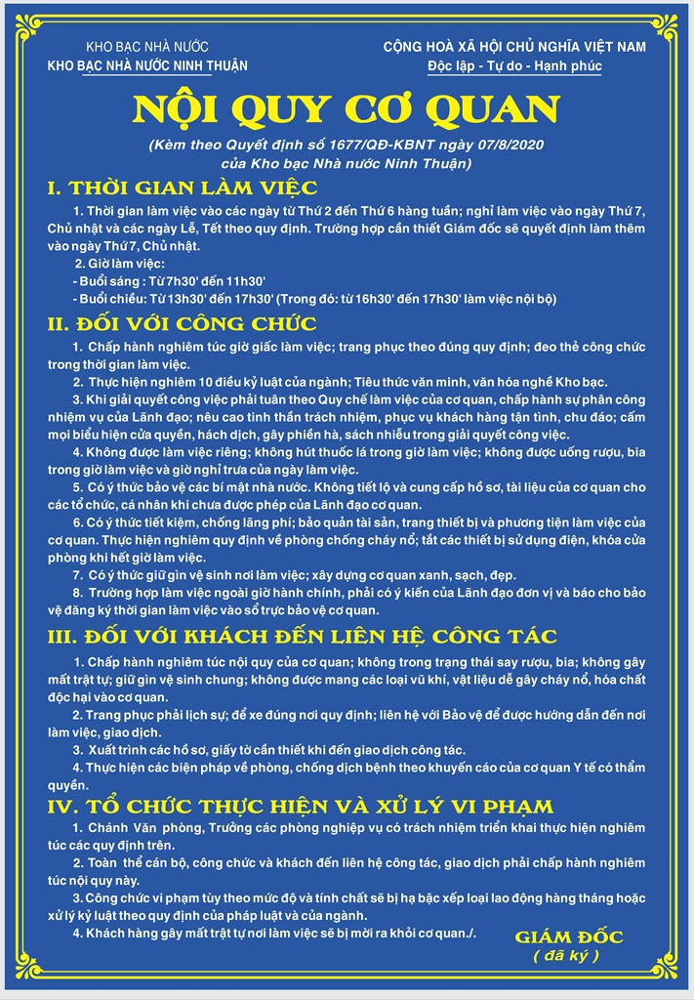 KHO BẠC NHÀ NƯỚC
KHO BẠC NHÀ NƯỚC NINH THUẬN
CỘNG HOÀ XÃ HỘI CHỦ NGHĨA VIỆT NAM
Độc lập - Tự do - Hạnh phúc
NỘI QUY CƠ QUAN
(Kèm theo Quyết định số 1677/QĐ-KBNT ngày 07/8/2020
của Kho bạc Nhà nước Ninh Thuận)
I. THỜI GIAN LÀM VIỆC
1. Thời gian làm việc vào các ngày từ Thứ 2 đến Thứ 6 hàng tuần; nghỉ làm việc vào ngày Thứ 7,
Chủ nhật và các ngày Lễ, Tết theo quy định. Trường hợp cần thiết Giám đốc sẽ quyết định làm thêm
vào ngày Thứ 7, Chủ nhật.
2. Giờ làm việc:
- Buổi sáng : Từ 7h30' đến 11h30'
- Buổi chiều: Từ 13h30' đến 17h30' (Trong đó: từ 16h30' đến 17h30' làm việc nội bộ)
II. ĐỐI VỚI CÔNG CHỨC
1. Chấp hành nghiêm túc giờ giấc làm việc; trang phục theo đúng quy định; đeo thẻ công chức
trong thời gian làm việc.
2. Thực hiện nghiêm 10 điều kỷ luật của ngành; Tiêu thức văn minh, văn hóa nghề Kho bạc.
3. Khi giải quyết công việc phải tuân theo Quy chế làm việc của cơ quan, chấp hành sự phân công
nhiệm vụ của Lãnh đạo; nêu cao tinh thần trách nhiệm, phục vụ khách hàng tận tình, chu đáo; cấm
mọi biểu hiện cửa quyền, hách dịch, gây phiền hà, sách nhiễu trong giải quyết công việc.
4. Không được làm việc riêng; không hút thuốc lá trong giờ làm việc; không được uống rượu, bia
trong giờ làm việc và giờ nghỉ trưa của ngày làm việc.
5. Có ý thức bảo vệ các bí mật nhà nước. Không tiết lộ và cung cấp hồ sơ, tài liệu của cơ quan cho
các tổ chức, cá nhân khi chưa được phép của Lãnh đạo cơ quan.
6. Có ý thức tiết kiệm, chống lãng phí; bảo quản tài sản, trang thiết bị và phương tiện làm việc của
cơ quan. Thực hiện nghiêm quy định về phòng chống cháy nổ; tắt các thiết bị sử dụng điện, khóa cửa
phòng khi hết giờ làm việc.
7. Có ý thức giữ gìn vệ sinh nơi làm việc; xây dựng cơ quan xanh, sạch, đẹp.
8. Trường hợp làm việc ngoài giờ hành chính, phải có ý kiến của Lãnh đạo đơn vị và báo cho bảo
vệ đăng ký thời gian làm việc vào sổ trực bảo vệ cơ quan.
III. ĐỐI VỚI KHÁCH ĐẾN LIÊN HỆ CÔNG TÁC
1. Chấp hành nghiêm túc nội quy của cơ quan; không trong trạng thái say rượu, bia; không gây
mất trật tự; giữ gìn vệ sinh chung; không được mang các loại vũ khí, vật liệu dễ gây cháy nổ, hóa chất
độc hại vào cơ quan.
2. Trang phục phải lịch sự; để xe đúng nơi quy định; liên hệ với Bảo vệ để được hướng dẫn đến nơi
làm việc, giao dịch.
3. Xuất trình các hồ sơ, giấy tờ cần thiết khi đến giao dịch công tác.
4. Thực hiện các biện pháp về phòng, chống dịch bệnh theo khuyến cáo của cơ quan Y tế có thẩm
quyền.
IV. TỔ CHỨC THỰC HIỆN VÀ XỬ LÝ VI PHẠM
1. Chánh Văn phòng, Trưởng các phòng nghiệp vụ có trách nhiệm triển khai thực hiện nghiêm
túc các quy định trên.
2. Toàn thể cán bộ, công chức và khách đến liên hệ công tác, giao dịch phải chấp hành nghiêm
túc nội quy này.
3. Công chức vi phạm tùy theo mức độ và tính chất sẽ bị hạ bậc xếp loại lao động hàng tháng hoặc
xử lý kỷ luật theo quy định của pháp luật và của ngành.
4. Khách hàng gây mất trật tự nơi làm việc sẽ bị mời ra khỏi cơ quan./.
GIÁM ĐỐC
( đã ký )